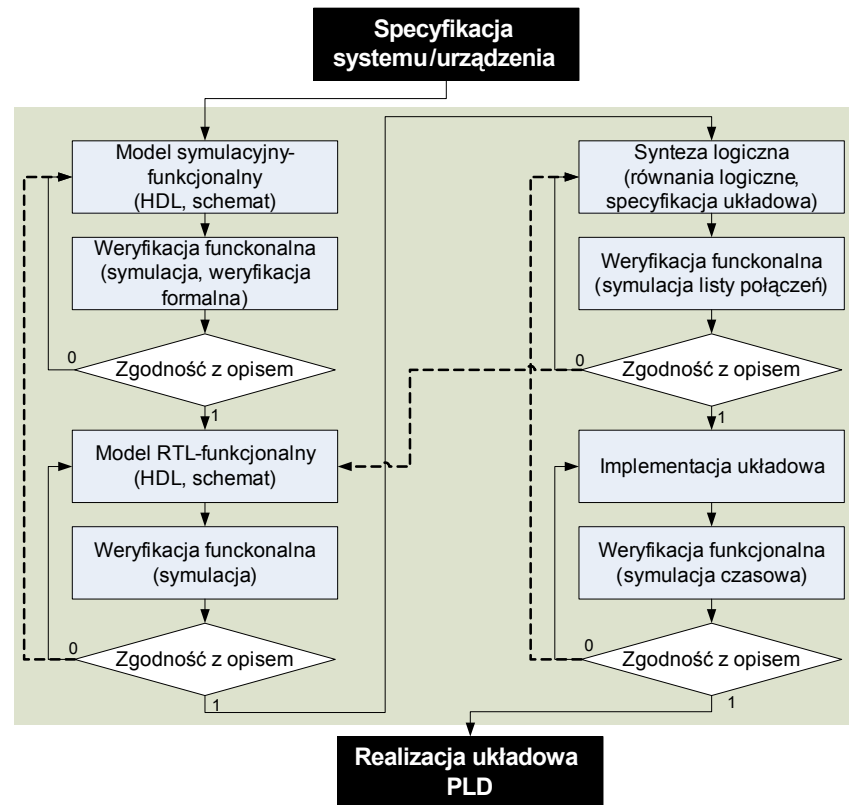 Specyfikacja
systemu/urządzenia
Model symulacyjny-
funkcjonalny
(HDL, schemat)
Weryfikacja funckonalna
(symulacja, weryfikacja
formalna)
0
Zgodność z opisem
1
Model RTL-funkcjonalny
(HDL, schemat)
Weryfikacja funckonalna
(symulacja)
0
Zgodność z opisem
1
Synteza logiczna
(równania logiczne,
specyfikacja układowa)
Weryfikacja funckonalna
(symulacja listy połączeń)
0
Zgodność z opisem
1
Implementacja układowa
Weryfikacja funkcjonalna
(symulacja czasowa)
0
Zgodność z opisem
1
Realizacja układowa
PLD